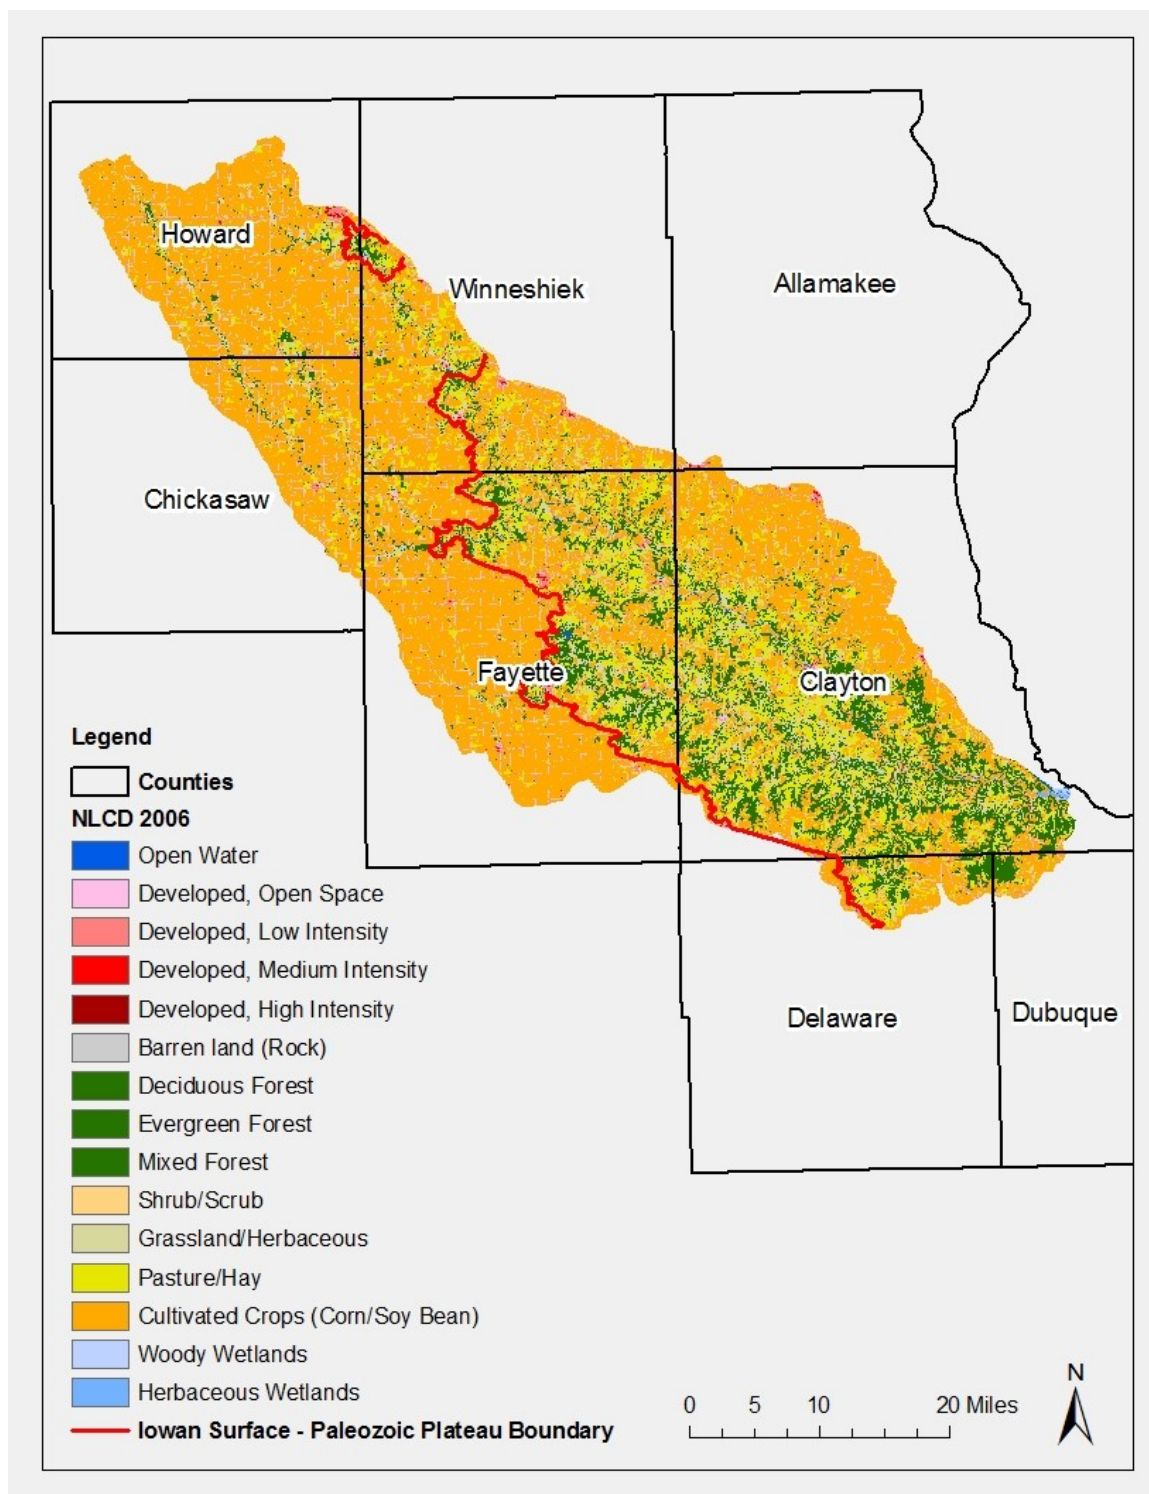 Howard
Winneshiek
Allamakee
Chickasaw
Fayette
Clayton
Delaware
Dubuque
Legend
Counties
NLCD 2006
Open Water
Developed, Open Space
Developed, Low Intensity
Developed, Medium Intensity
Developed, High Intensity
Barren land (Rock)
Deciduous Forest
Evergreen Forest
Mixed Forest
Shrub/Scrub
Grassland/Herbaceous
Pasture/Hay
Cultivated Crops (Corn/Soy Bean)
Woody Wetlands
Herbaceous Wetlands
Iowan Surface - Paleozoic Plateau Boundary
0 5 10 20 Miles
N